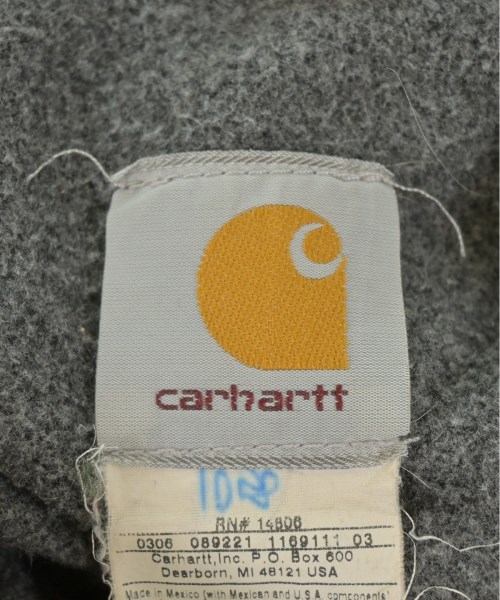 carhartt
RN# 14806
0306 089221 1169111 03
Carhartt, Inc. P.O. Box 600
Dearborn, MI 48121 USA
Made in Mexico (with Mexican and U.S.A. components'